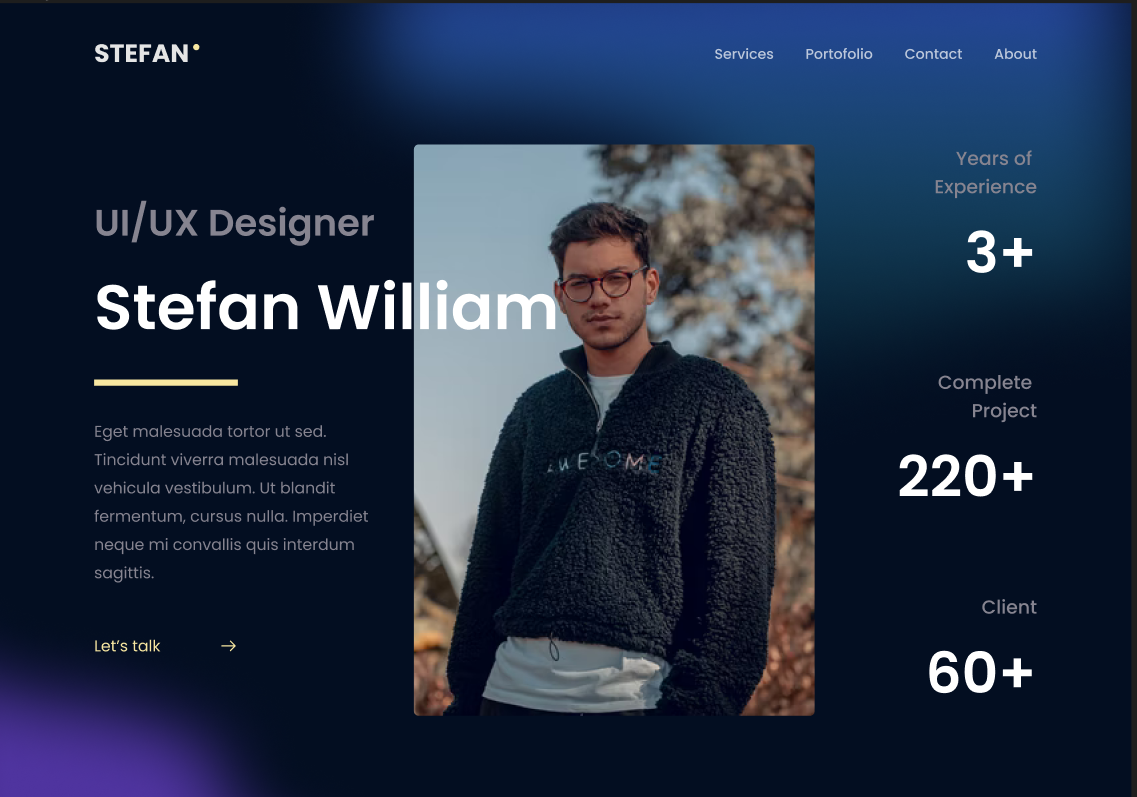 STEFAN
Services Portofolio Contact About
UI/UX Designer
Stefan William
Eget malesuada tortor ut sed.
Tincidunt viverra malesuada nisl
vehicula vestibulum. Ut blandit
fermentum, cursus nulla. Imperdiet
neque mi convallis quis interdum
sagittis.
Let’s talk →
AWESOME
Years of
Experience
3+
Complete
Project
220+
Client
60+